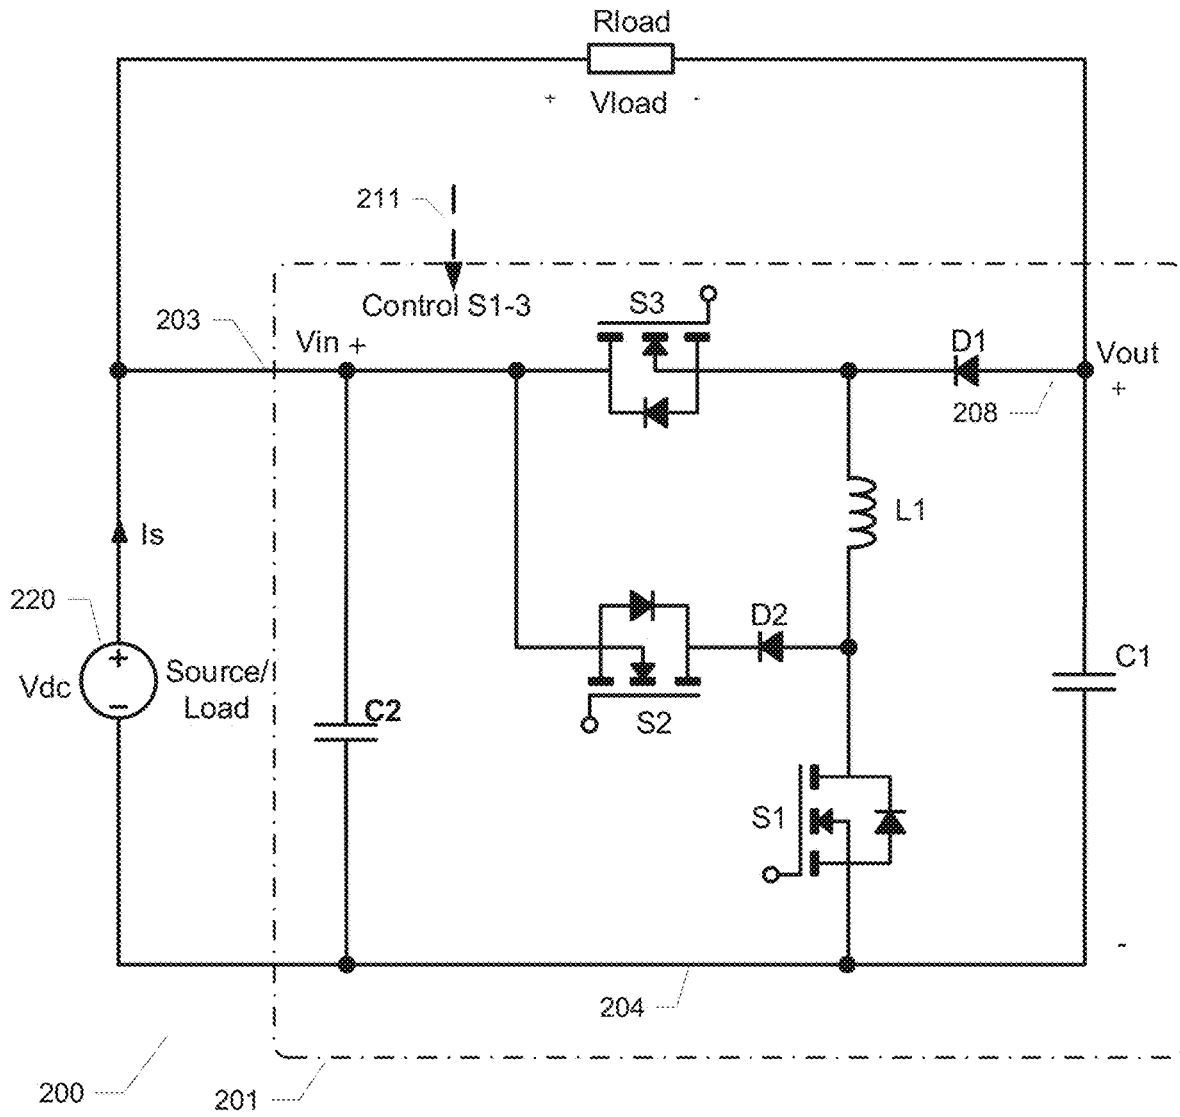 Rload
+ Vload -
211
Control S1-3
S3
203
Vin +
D1
Vout
+
208
L1
Is
220
+
Vdc
-
Source/
Load
D2
C1
C2
S2
S1
-
204
200
201